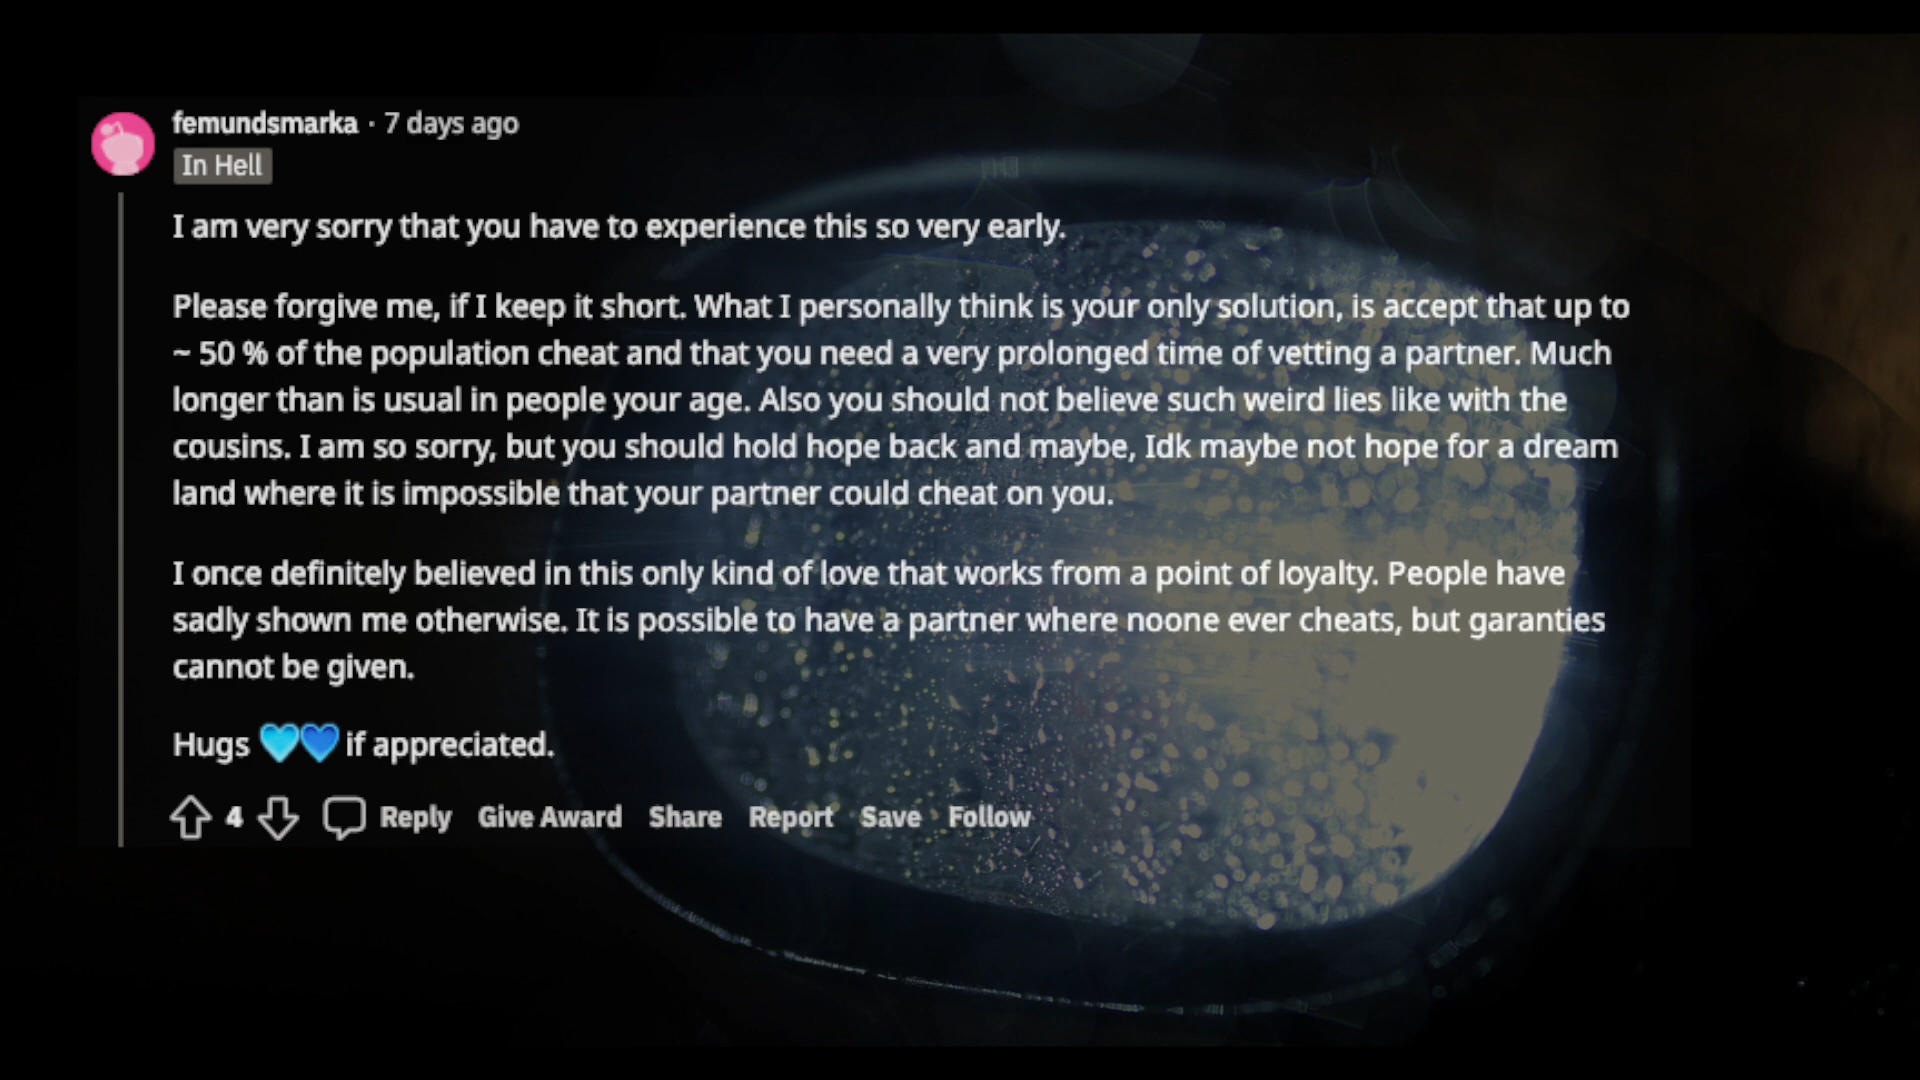 femundsmarka · 7 days ago
In Hell
I am very sorry that you have to experience this so very early.
Please forgive me, if I keep it short. What I personally think is your only solution, is accept that up to
~ 50 % of the population cheat and that you need a very prolonged time of vetting a partner. Much
longer than is usual in people your age. Also you should not believe such weird lies like with the
cousins. I am so sorry, but you should hold hope back and maybe, Idk maybe not hope for a dream
land where it is impossible that your partner could cheat on you.
I once definitely believed in this only kind of love that works from a point of loyalty. People have
sadly shown me otherwise. It is possible to have a partner where noone ever cheats, but garanties
cannot be given.
Hugs 🩵💙 if appreciated.
4 Reply Give Award Share Report Save Follow